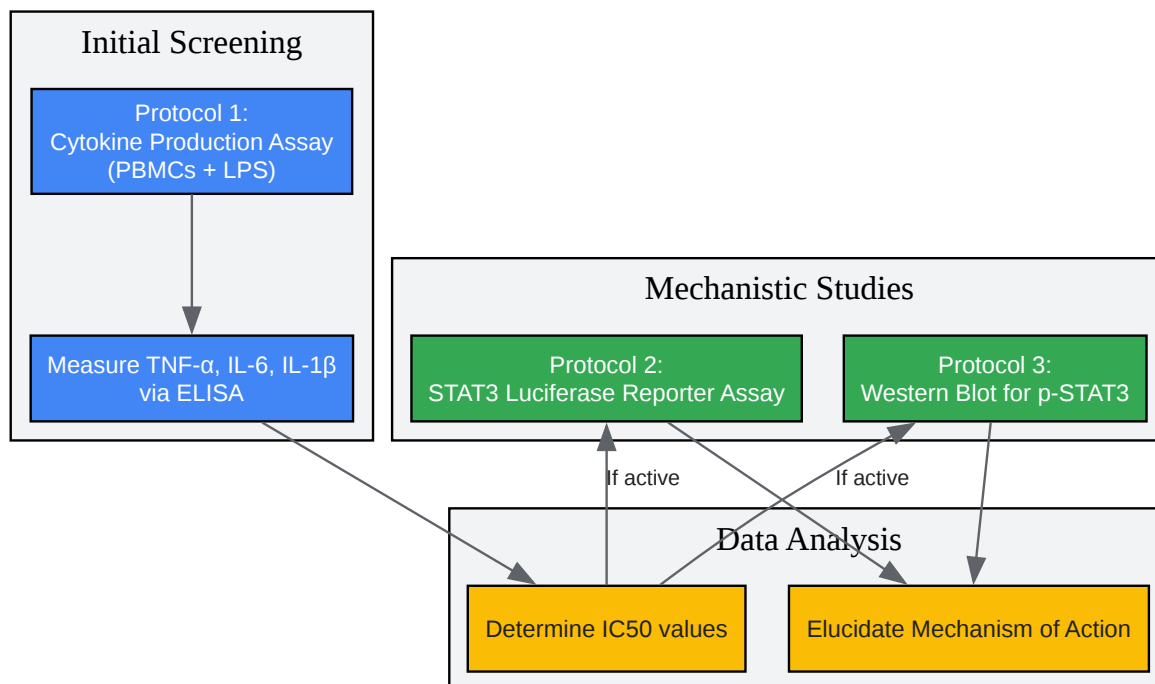 Initial Screening
Protocol 1:
Cytokine Production Assay
(PBMCs + LPS)
Measure TNF-α, IL-6, IL-1β
via ELISA
Mechanistic Studies
Protocol 2:
STAT3 Luciferase Reporter Assay
Protocol 3:
Western Blot for p-STAT3
If active
If active
Data Analysis
Determine IC50 values
Elucidate Mechanism of Action